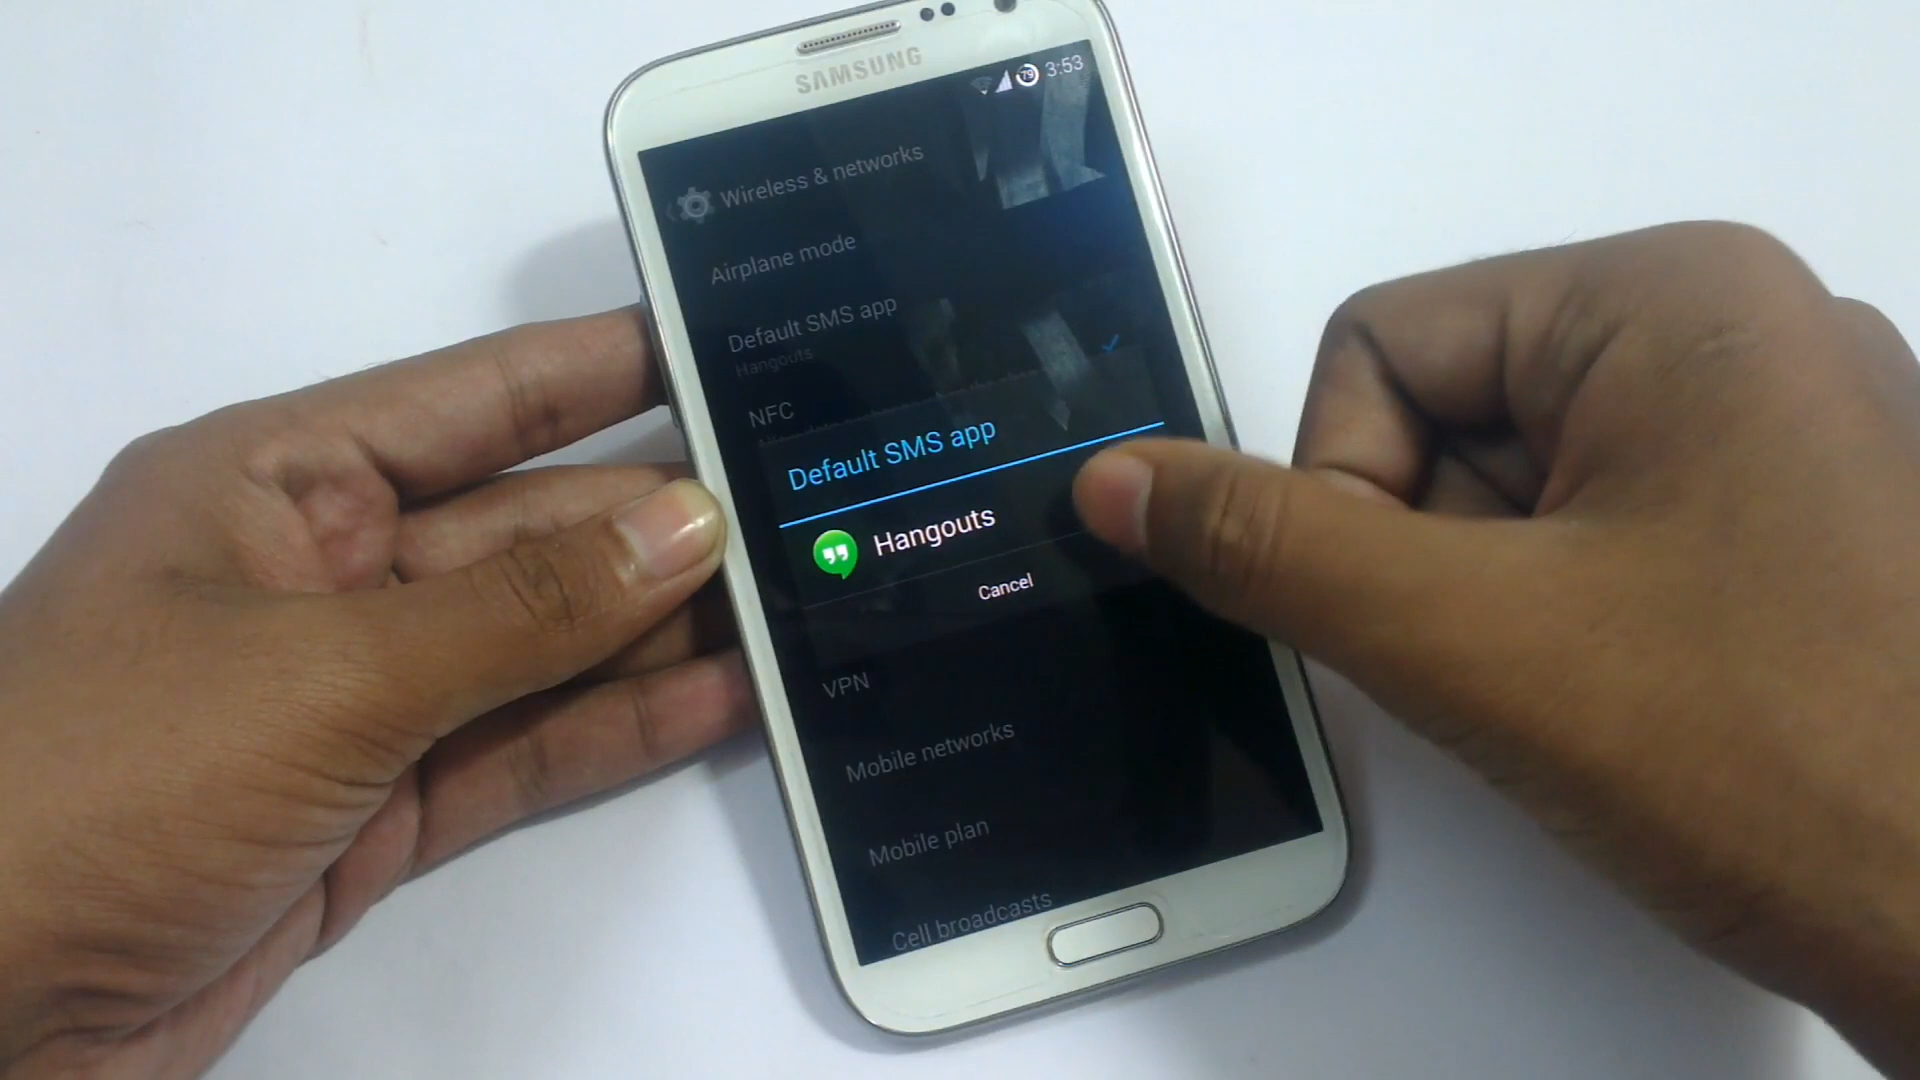 SAMSUNG
79 3:53
Wireless & networks
Airplane mode
Default SMS app
Hangouts
NFC
Default SMS app
Hangouts
Cancel
VPN
Mobile networks
Mobile plan
Cell broadcasts